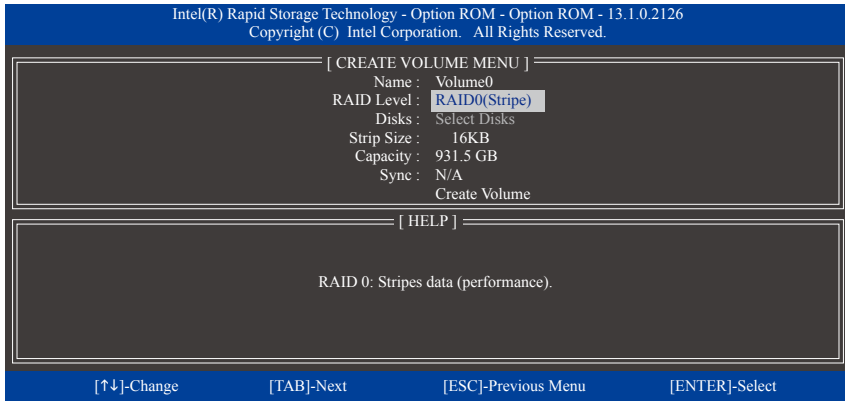 Intel(R) Rapid Storage Technology - Option ROM - Option ROM - 13.1.0.2126
Copyright (C) Intel Corporation. All Rights Reserved.
[ CREATE VOLUME MENU ]
Name : Volume0
RAID Level : RAID0(Stripe)
Disks : Select Disks
Strip Size : 16KB
Capacity : 931.5 GB
Sync : N/A
Create Volume
[ HELP ]
RAID 0: Stripes data (performance).
[↑↓]-Change [TAB]-Next [ESC]-Previous Menu [ENTER]-Select